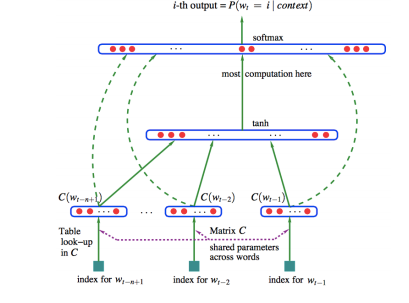 i-th output = P(w_t = i | context)
softmax
...
...
most computation here
tanh
...
...
C(w_{t−n+1})
C(w_{t−2})
C(w_{t−1})
...
...
...
...
Table
look−up
in C
Matrix C
shared parameters
across words
index for w_{t−n+1}
index for w_{t−2}
index for w_{t−1}